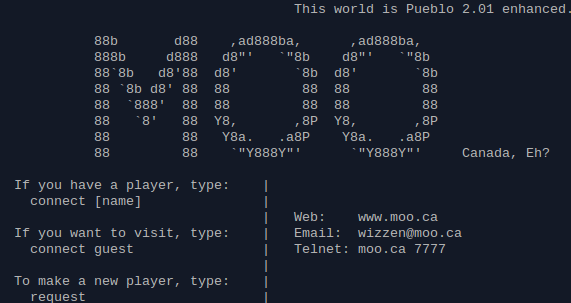 This world is Pueblo 2.01 enhanced.
88b       d88    ,ad888ba,      ,ad888ba,
888b     d888   d8"'   `"8b    d8"'   `"8b
88`8b   d8'88  d8'       `8b  d8'       `8b
88 `8b d8' 88  88         88  88         88
88  `888'  88  88         88  88         88
88   `8'   88  Y8,       ,8P  Y8,       ,8P
88         88   Y8a.   .a8P    Y8a.   .a8P
88         88    `"Y888Y"'      `"Y888Y"'     Canada, Eh?
If you have a player, type:    |
connect [name]                 |
|   Web:    www.moo.ca
If you want to visit, type:    |   Email:  wizzen@moo.ca
connect guest                  |   Telnet: moo.ca 7777
|
To make a new player, type:    |
request                        |